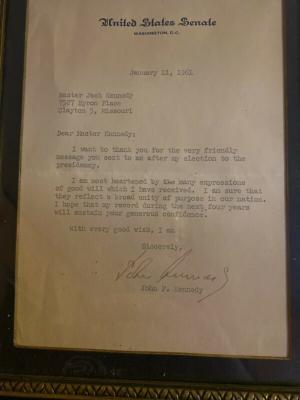 United States Senate
WASHINGTON, D.C.
January 11, 1961
Master Jack Kennedy
7527 Byron Place
Clayton 5, Missouri
Dear Master Kennedy:
I want to thank you for the very friendly
message you sent to me after my election to the
presidency.
I am most heartened by the many expressions
of good will which I have received. I am sure that
they reflect a broad unity of purpose in our nation.
I hope that my record during the next four years
will sustain your generous confidence.
With every good wish, I am
Sincerely,
John Kennedy
John F. Kennedy